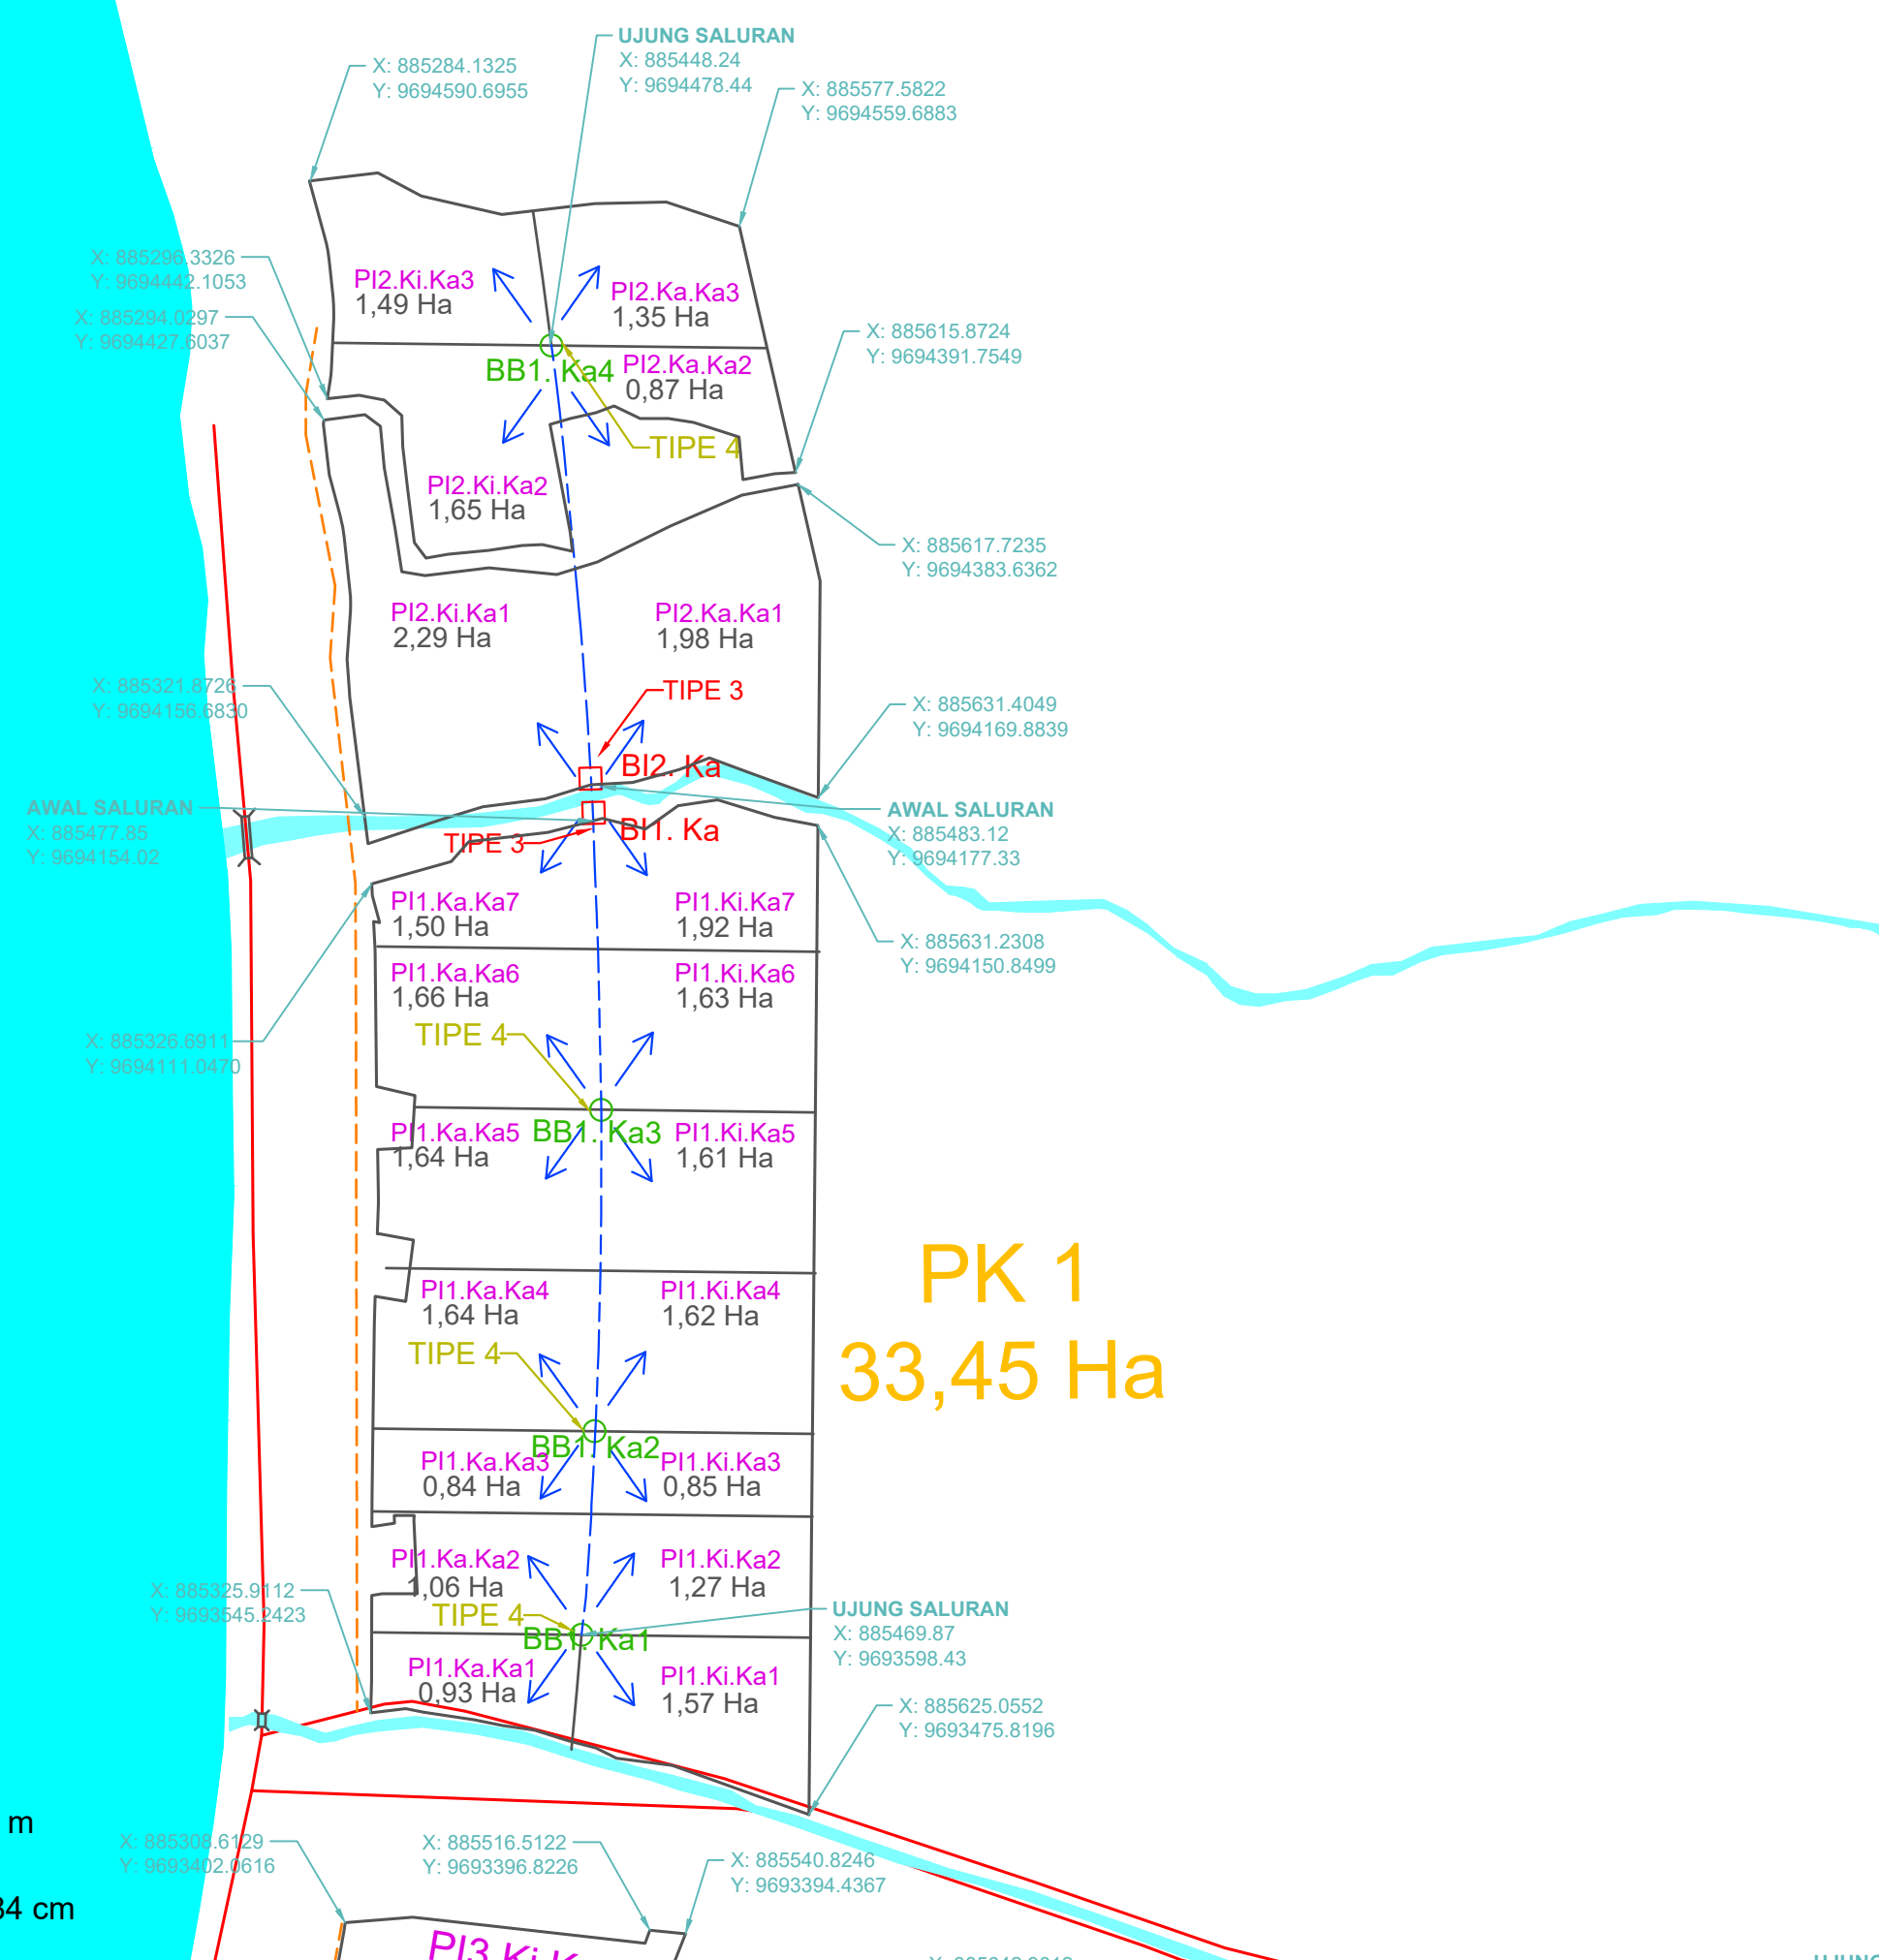 UJUNG SALURAN
X: 885448.24
Y: 9694478.44
X: 885284.1325
Y: 9694590.6955
X: 885577.5822
Y: 9694559.6883
X: 885296.3326
Y: 9694442.1053
X: 885294.0297
Y: 9694427.6037
PI2.Ki.Ka3
1,49 Ha
PI2.Ka.Ka3
1,35 Ha
X: 885615.8724
Y: 9694391.7549
BB1. Ka4
PI2.Ka.Ka2
0,87 Ha
TIPE 4
PI2.Ki.Ka2
1,65 Ha
X: 885617.7235
Y: 9694383.6362
PI2.Ki.Ka1
2,29 Ha
PI2.Ka.Ka1
1,98 Ha
X: 885321.8726
Y: 9694156.6830
TIPE 3
X: 885631.4049
Y: 9694169.8839
BI2. Ka
AWAL SALURAN
X: 885477.85
Y: 9694154.02
AWAL SALURAN
X: 885483.12
Y: 9694177.33
TIPE 3
BI1. Ka
PI1.Ka.Ka7
1,50 Ha
PI1.Ki.Ka7
1,92 Ha
X: 885631.2308
Y: 9694150.8499
PI1.Ka.Ka6
1,66 Ha
PI1.Ki.Ka6
1,63 Ha
TIPE 4
X: 885326.6911
Y: 9694111.0470
PI1.Ka.Ka5
1,64 Ha
BB1. Ka3
PI1.Ki.Ka5
1,61 Ha
PK 1
33,45 Ha
PI1.Ka.Ka4
1,64 Ha
PI1.Ki.Ka4
1,62 Ha
TIPE 4
BB1. Ka2
PI1.Ka.Ka3
0,84 Ha
PI1.Ki.Ka3
0,85 Ha
PI1.Ka.Ka2
1,06 Ha
PI1.Ki.Ka2
1,27 Ha
X: 885325.9112
Y: 9693545.2423
TIPE 4
BB1. Ka1
UJUNG SALURAN
X: 885469.87
Y: 9693598.43
PI1.Ka.Ka1
0,93 Ha
PI1.Ki.Ka1
1,57 Ha
X: 885625.0552
Y: 9693475.8196
m
X: 885308.6129
Y: 9693402.0616
X: 885516.5122
Y: 9693396.8226
X: 885540.8246
Y: 9693394.4367
34 cm
PI3.Ki.K
UJUNG